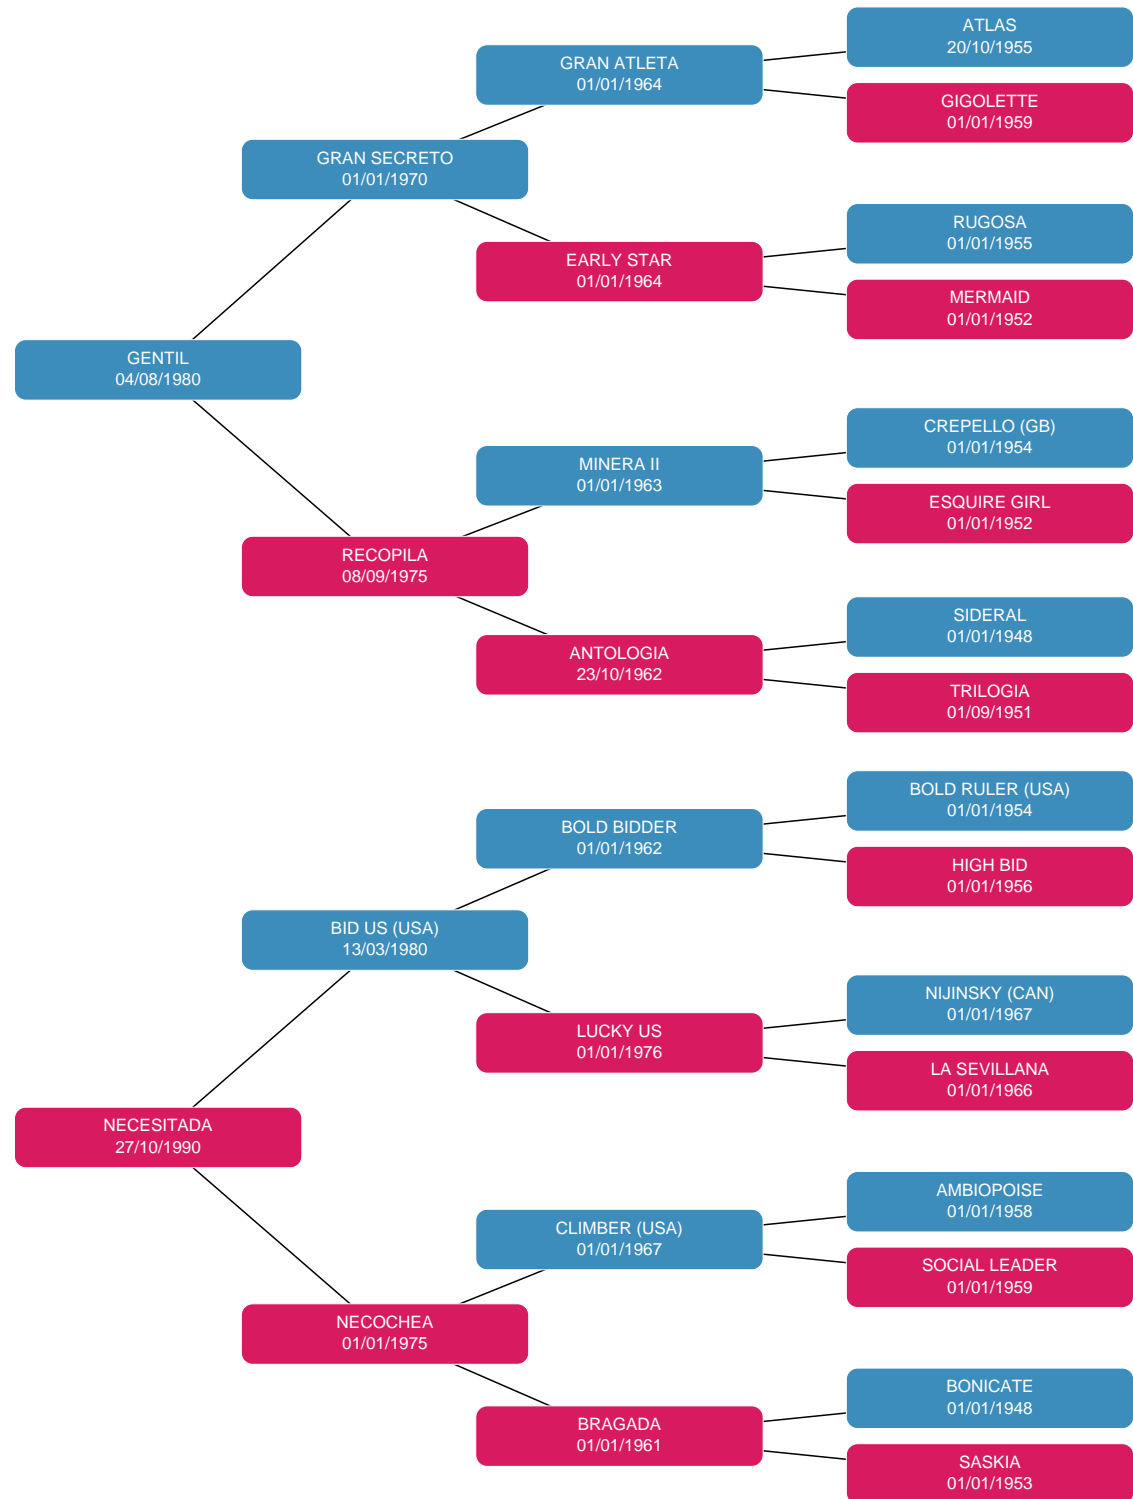 ATLAS
20/10/1955
GRAN ATLETA
01/01/1964
GIGOLETTE
01/01/1959
GRAN SECRETO
01/01/1970
RUGOSA
01/01/1955
EARLY STAR
01/01/1964
MERMAID
01/01/1952
GENTIL
04/08/1980
CREPELLO (GB)
01/01/1954
MINERA II
01/01/1963
ESQUIRE GIRL
01/01/1952
RECOPILA
08/09/1975
SIDERAL
01/01/1948
ANTOLOGIA
23/10/1962
TRILOGIA
01/09/1951
BOLD RULER (USA)
01/01/1954
BOLD BIDDER
01/01/1962
HIGH BID
01/01/1956
BID US (USA)
13/03/1980
NIJINSKY (CAN)
01/01/1967
LUCKY US
01/01/1976
LA SEVILLANA
01/01/1966
NECESITADA
27/10/1990
AMBIOPOISE
01/01/1958
CLIMBER (USA)
01/01/1967
SOCIAL LEADER
01/01/1959
NECOCHEA
01/01/1975
BONICATE
01/01/1948
BRAGADA
01/01/1961
SASKIA
01/01/1953